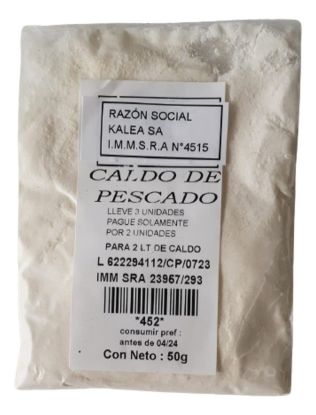 RAZÓN SOCIAL
KALEA SA
I.M.M.S.R.A N°4515
CALDO DE
PESCADO
LLEVE 3 UNIDADES
PAGUE SOLAMENTE
POR 2 UNIDADES
PARA 2 LT DE CALDO
L 622294112/CP/0723
IMM SRA 23967/293
*452*
consumir pref :
antes de 04/24
Con Neto : 50g